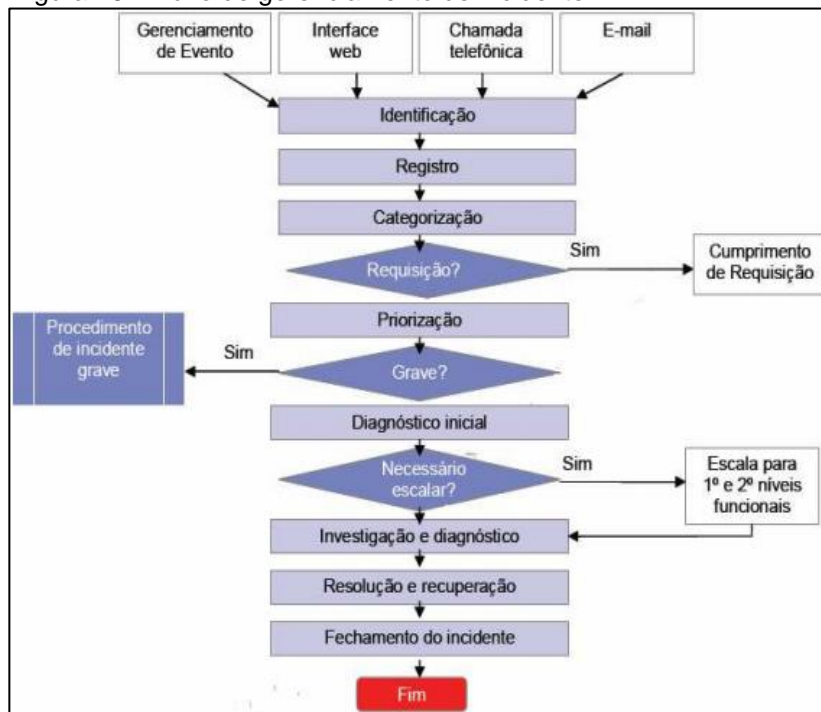 Gerenciamento
de Evento
Interface
web
Chamada
telefônica
E-mail
Identificação
Registro
Categorização
Requisição?
Sim
Cumprimento
de Requisição
Priorização
Procedimento
de incidente
grave
Sim
Grave?
Diagnóstico inicial
Necessário
escalar?
Sim
Escala para
1º e 2º níveis
funcionais
Investigação e diagnóstico
Resolução e recuperação
Fechamento do incidente
Fim